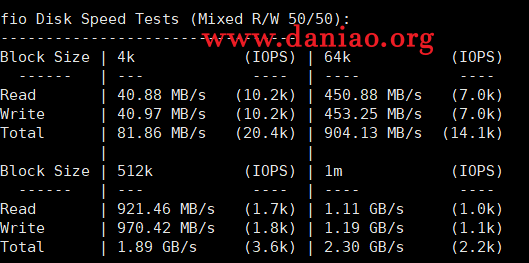 fio Disk Speed Tests (Mixed R/W 50/50):
---------------------------------
www.daniao.org
Block Size | 4k            (IOPS) | 64k           (IOPS)
  ------   | ---            ----  | ----           ----
Read       | 40.88 MB/s   (10.2k) | 450.88 MB/s   (7.0k)
Write      | 40.97 MB/s   (10.2k) | 453.25 MB/s   (7.0k)
Total      | 81.86 MB/s   (20.4k) | 904.13 MB/s  (14.1k)
           |                      |
Block Size | 512k          (IOPS) | 1m            (IOPS)
  ------   | ---            ----  | ----           ----
Read       | 921.46 MB/s   (1.7k) | 1.11 GB/s     (1.0k)
Write      | 970.42 MB/s   (1.8k) | 1.19 GB/s     (1.1k)
Total      | 1.89 GB/s     (3.6k) | 2.30 GB/s     (2.2k)